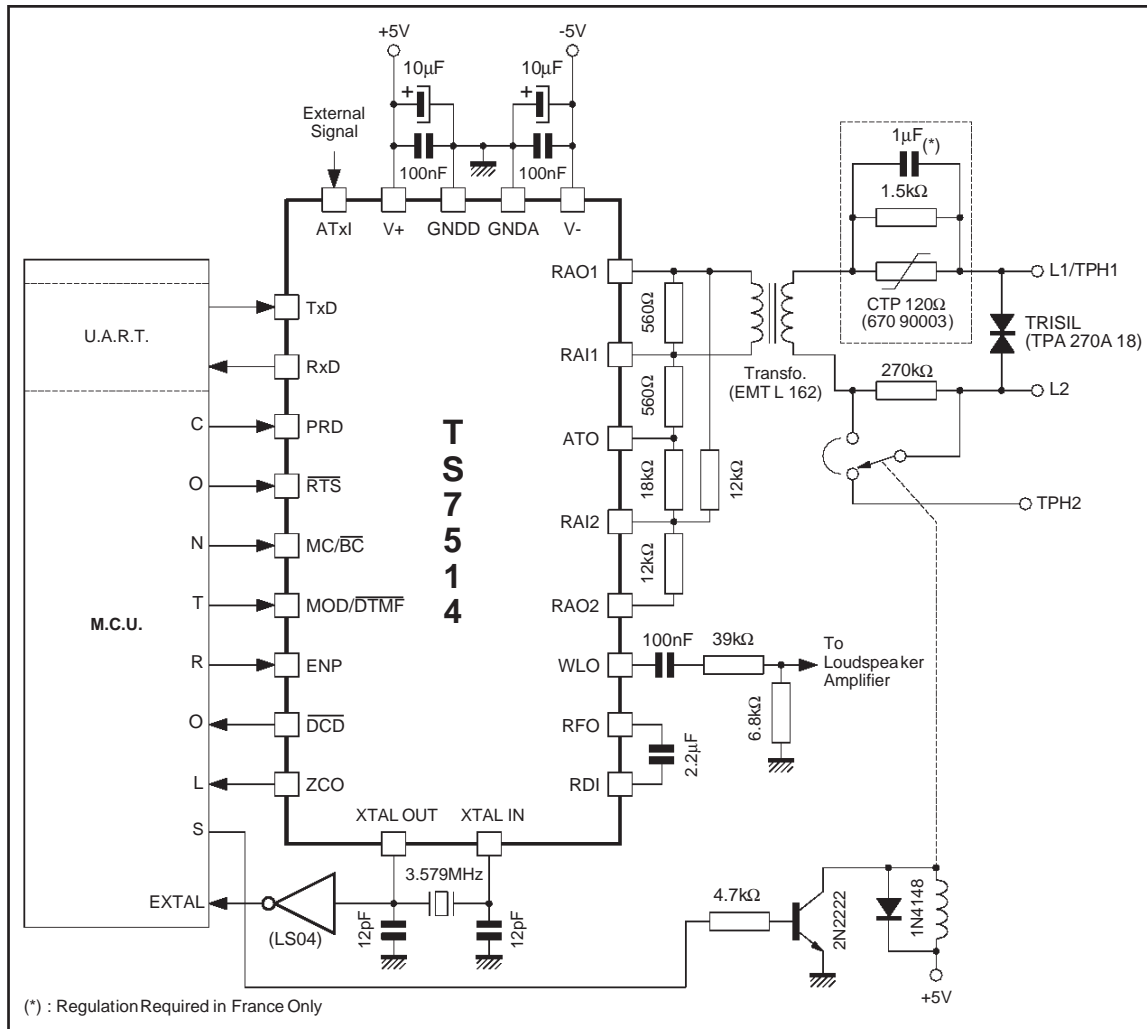 +5V
-5V
10µF
+
10µF
+
External
Signal
100nF
100nF
1µF
(*)
1.5kΩ
ATxI
V+
GNDD
GNDA
V-
CTP 120Ω
(670 90003)
L1/TPH1
TRISIL
(TPA 270A 18)
270kΩ
L2
TPH2
Transfo.
(EMT L 162)
U.A.R.T.
M.C.U.
C
O
N
T
R
O
L
S
EXTAL
TxD
RxD
PRD
RTS
MC/BC
MOD/DTMF
ENP
DCD
ZCO
TS7514
RAO1
RAI1
ATO
RAI2
RAO2
WLO
RFO
RDI
560Ω
560Ω
18kΩ
12kΩ
12kΩ
100nF
39kΩ
To
Loudspeaker
Amplifier
6.8kΩ
2.2µF
XTAL OUT
XTAL IN
3.579MHz
(LS04)
12pF
12pF
4.7kΩ
2N2222
1N4148
+5V
(*) : Regulation Required in France Only